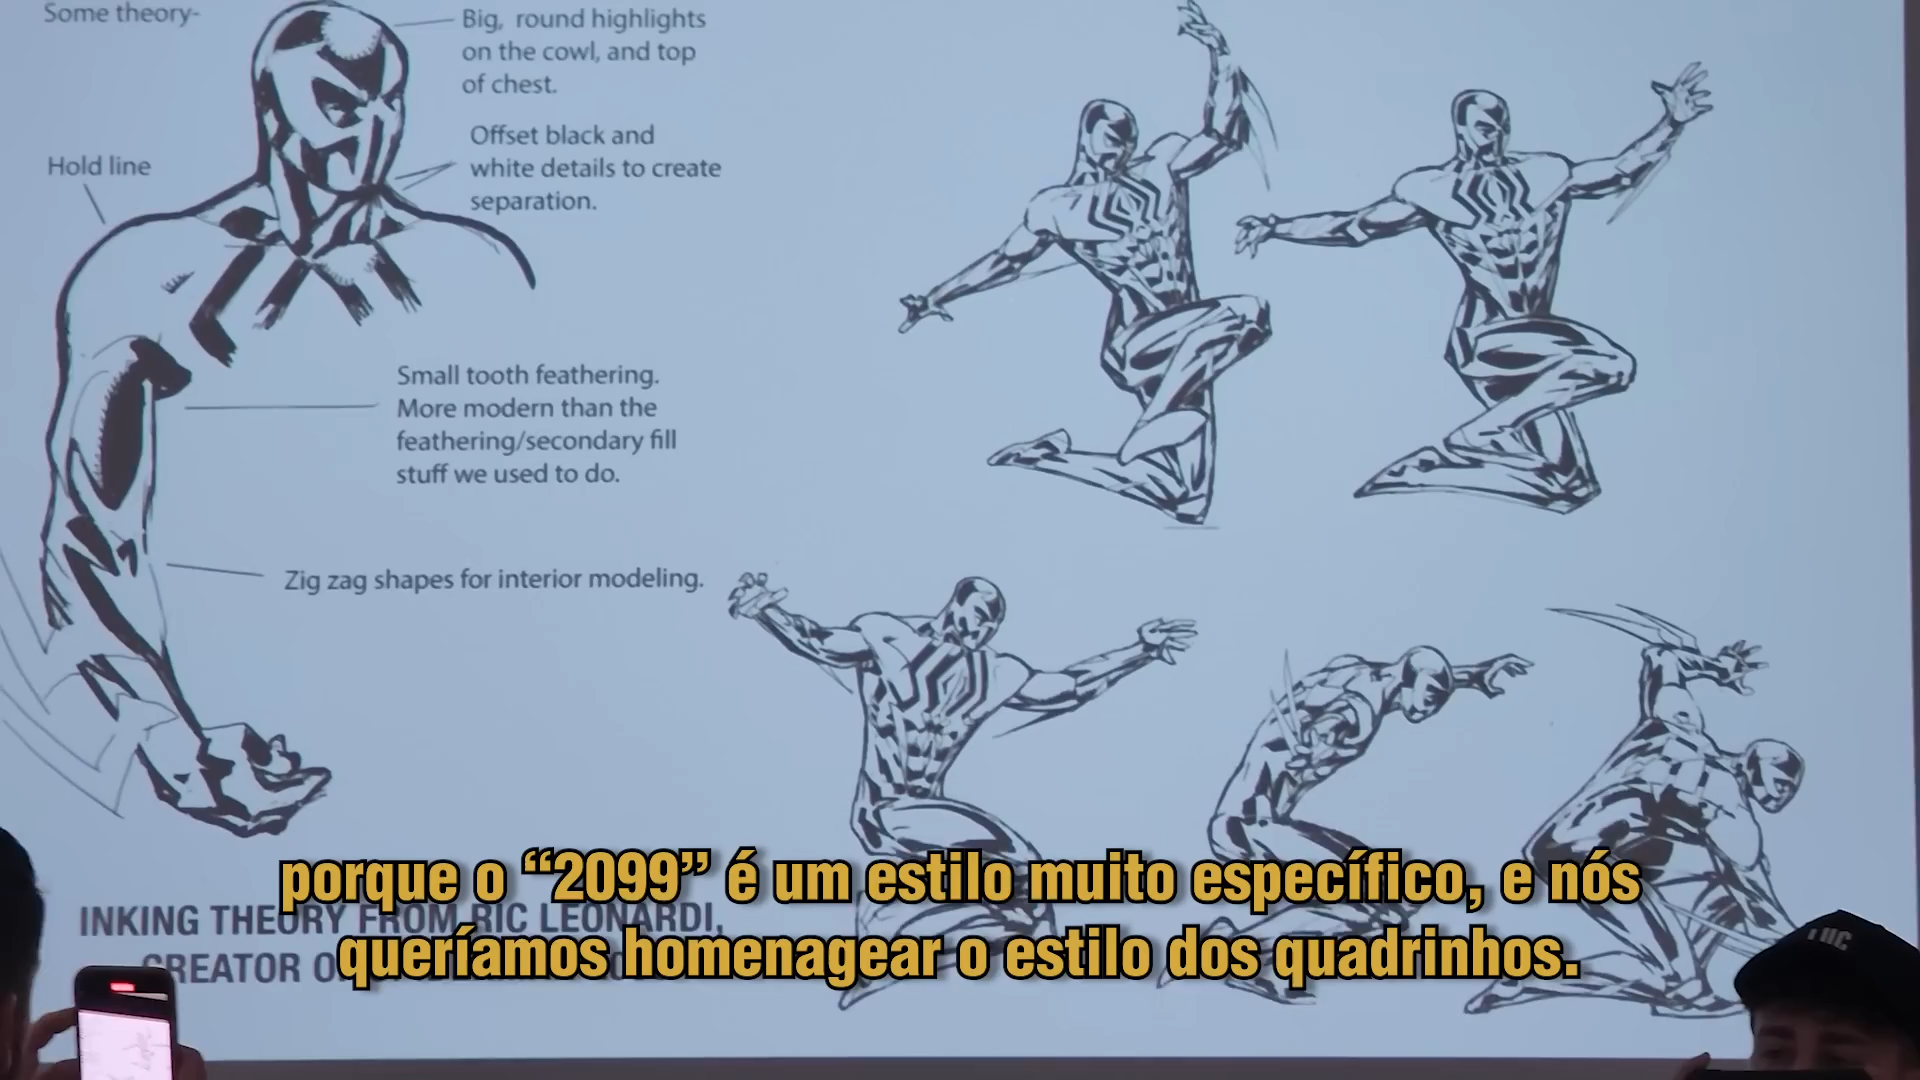 Some theory-
Big, round highlights
on the cowl, and top
of chest.
Offset black and
white details to create
separation.
Hold line
Small tooth feathering.
More modern than the
feathering/secondary fill
stuff we used to do.
Zig zag shapes for interior modeling.
INKING THEORY FROM RIC LEONARDI,
CREATOR
porque o “2099” é um estilo muito específico, e nós
queríamos homenagear o estilo dos quadrinhos.